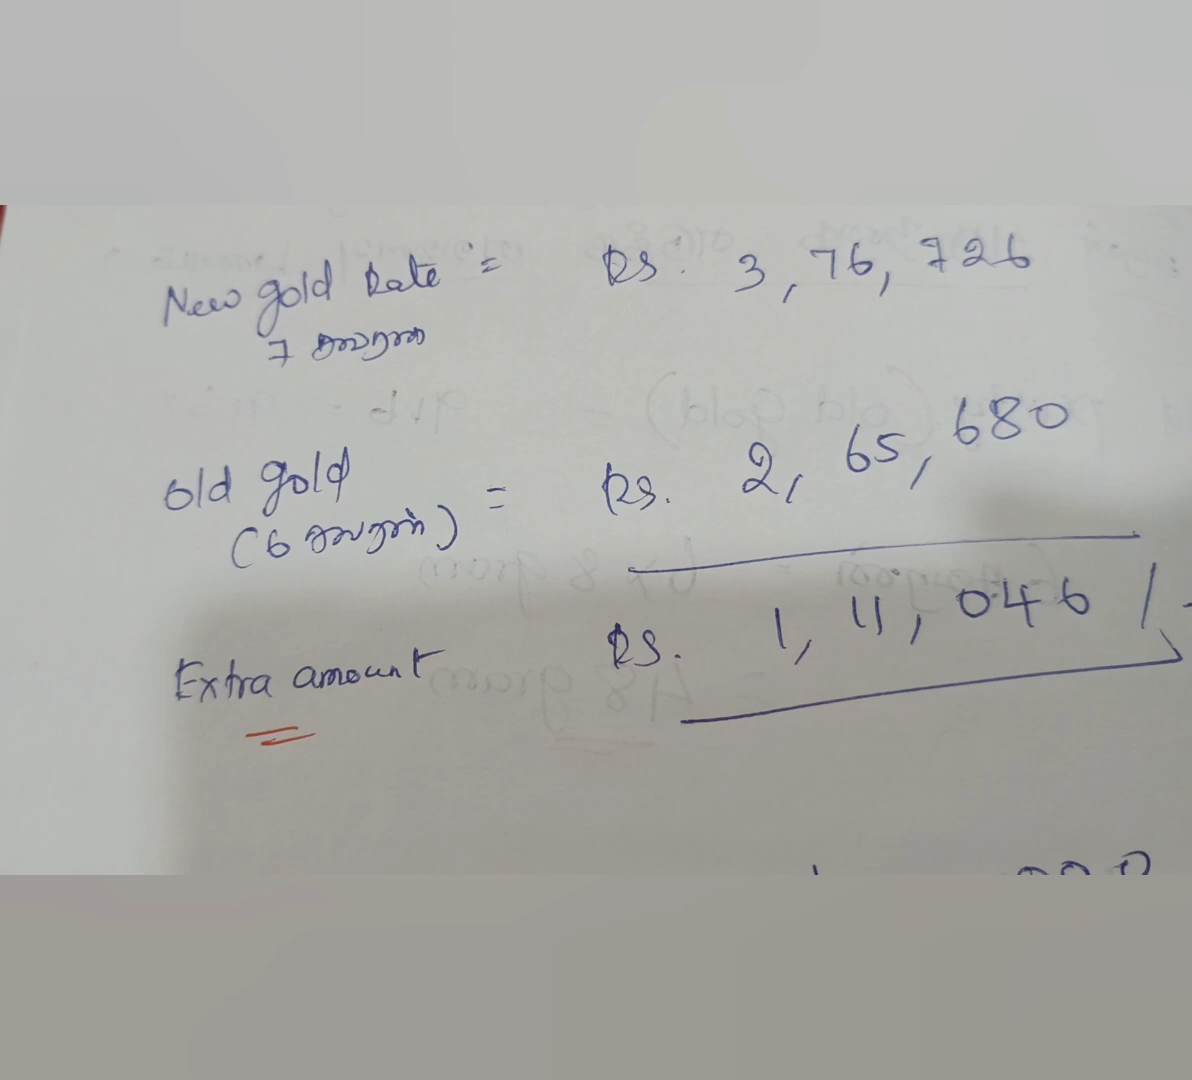 New gold Rate = Rs. 3,76,726
7 சவரன்
old gold = Rs. 2,65,680
(6 சவரன்)
Extra amount Rs. 1,11,046/-